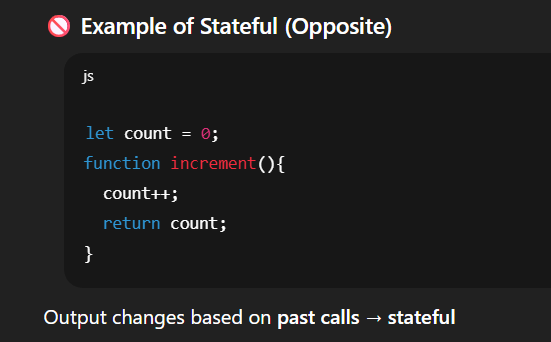 🚫 Example of Stateful (Opposite)
js
let count = 0;
function increment(){
  count++;
  return count;
}
Output changes based on past calls → stateful